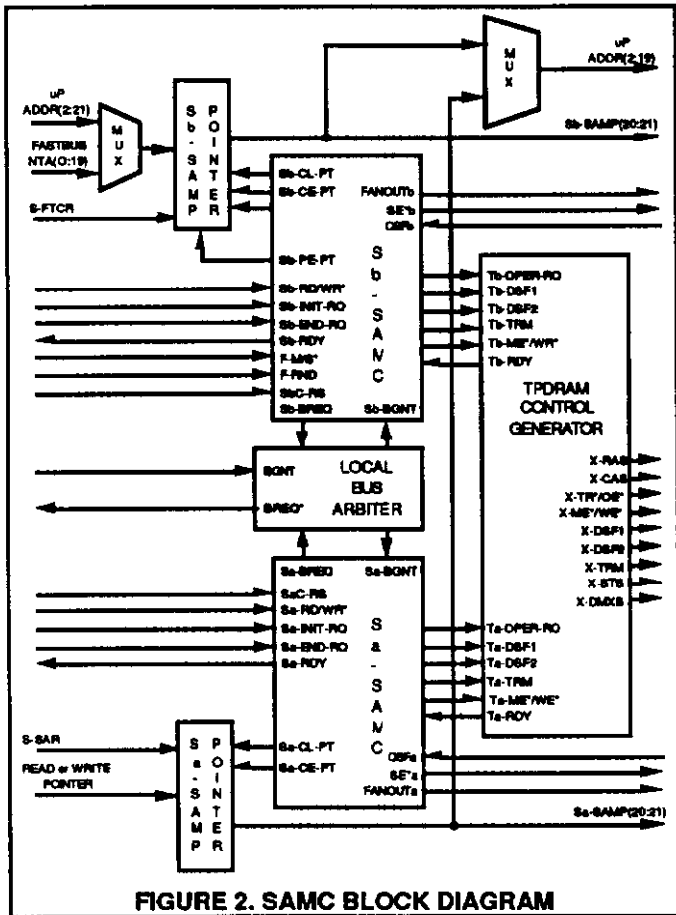 uP
ADDR(2:21)
FASTBUS
NTA(0:19)
S-FTCR
MUX
Sb-SAMP
POINTER
MUX
uP
ADDR(2:19)
Sb-SAMP(20:21)
Sb-CL-PT
Sb-CE-PT
Sb-PE-PT
Sb-RD/WR*
Sb-INIT-RQ
Sb-END-RQ
Sb-RDY
F-M/S*
F-RND
SbC-RS
Sb-BREQ
Sb-BGNT
FANOUTb
SE*b
QSFb
Sb-SAMC
Tb-OPER-RQ
Tb-DSF1
Tb-DSF2
Tb-TRM
Tb-ME*/WR*
Tb-RDY
TPDRAM
CONTROL
GENERATOR
X-RAS
X-CAS
X-TR*/OE*
X-ME*/WE*
X-DSF1
X-DSF2
X-TRM
X-STS
X-DMXS
BGNT
BREQ*
LOCAL
BUS
ARBITER
Sa-BREQ
Sa-BGNT
SaC-RS
Sa-RD/WR*
Sa-INIT-RQ
Sa-END-RQ
Sa-RDY
Sa-SAMC
Ta-OPER-RQ
Ta-DSF1
Ta-DSF2
Ta-TRM
Ta-ME*/WE*
Ta-RDY
Sa-CL-PT
Sa-CE-PT
QSFa
SE*a
FANOUTa
S-SAR
READ or WRITE
POINTER
Sa-SAMP
POINTER
Sa-SAMP(20:21)
FIGURE 2. SAMC BLOCK DIAGRAM